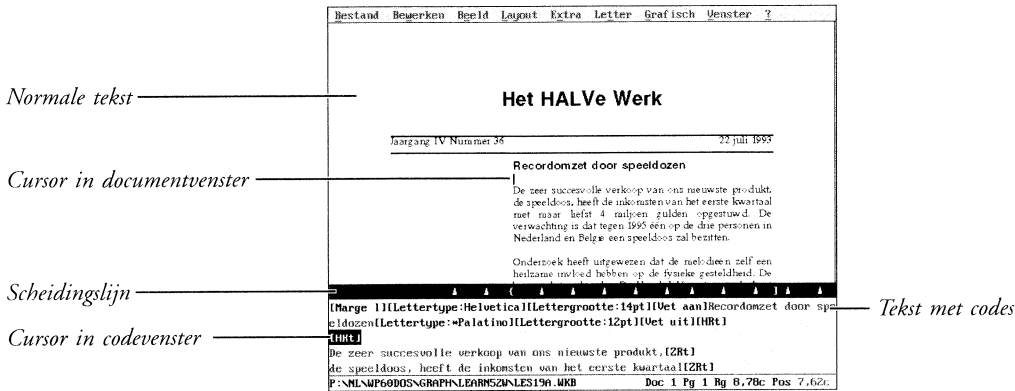 Bestand Bewerken Beeld Layout Extra Letter Grafisch Venster ?
Normale tekst
Het HALVe Werk
Jaargang IV Nummer 36 22 juli 1993
Recordomzet door speeldozen
Cursor in documentvenster
De zeer succesvolle verkoop van ons nieuwste produkt,
de speeldoos, heeft de inkomsten van het eerste kwartaal
met maar liefst 4 miljoen gulden opgestuwd. De
verwachting is dat tegen 1995 één op de drie personen in
Nederland en Belgie een speeldoos zal bezitten.
Onderzoek heeft uitgewezen dat de melodieën zelf een
heilzame invloed hebben op de fysieke gesteldheid. De
Scheidingslijn
{ ]
[Marge l][Lettertype:Helvetica][Lettergrootte:14pt][Vet aan]Recordomzet door spe
Tekst met codes
eldozen[Lettertype:*Palatino][Lettergrootte:12pt][Vet uit][HRt]
Cursor in codevenster
[HRt]
De zeer succesvolle verkoop van ons nieuwste produkt,[ZRt]
de speeldoos, heeft de inkomsten van het eerste kwartaal[ZRt]
P:\NL\WP60DOS\GRAPH\LEARN52W\LES19A.WKB Doc 1 Pg 1 Rg 8,78c Pos 7,62c